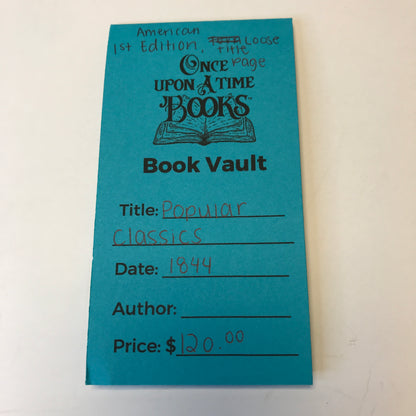 American
1st Edition, Loose
Title
Page
Once
Upon A Time
Books
Book Vault
Title: Popular
Classics
Date: 1844
Author:
Price: $120.00